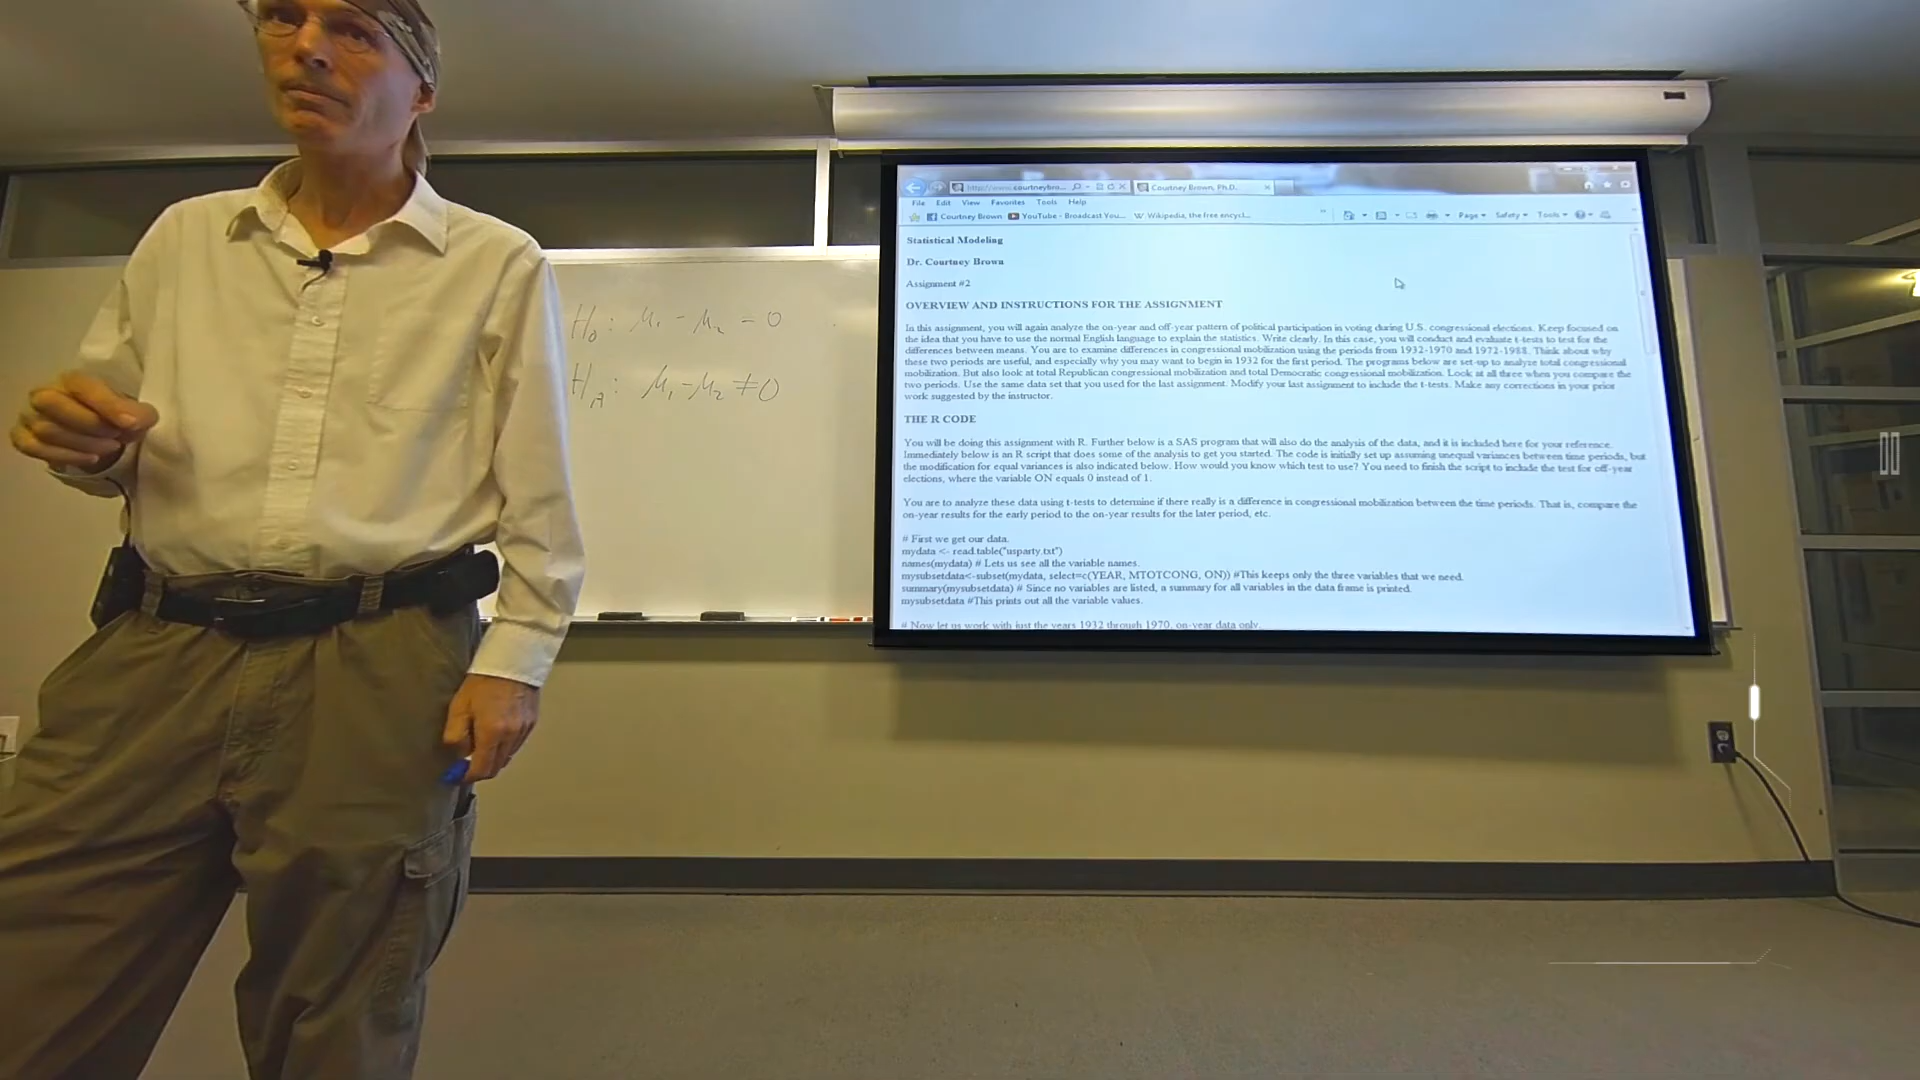 H₀: μ₁ - μ₂ = 0
H_A: μ₁ - μ₂ ≠ 0
http://www.courtneybro...
Courtney Brown, Ph.D.
File Edit View Favorites Tools Help
Courtney Brown YouTube - Broadcast You... W Wikipedia, the free encycl...
Page Safety Tools
Statistical Modeling
Dr. Courtney Brown
Assignment #2
OVERVIEW AND INSTRUCTIONS FOR THE ASSIGNMENT
In this assignment, you will again analyze the on-year and off-year pattern of political participation in voting during U.S. congressional elections. Keep focused on
the idea that you have to use the normal English language to explain the statistics. Write clearly. In this case, you will conduct and evaluate t-tests to test for the
differences between means. You are to examine differences in congressional mobilization using the periods from 1932-1970 and 1972-1988. Think about why
these two periods are useful, and especially why you may want to begin in 1932 for the first period. The programs below are set-up to analyze total congressional
mobilization. But also look at total Republican congressional mobilization and total Democratic congressional mobilization. Look at all three when you compare the
two periods. Use the same data set that you used for the last assignment. Modify your last assignment to include the t-tests. Make any corrections in your prior
work suggested by the instructor.
THE R CODE
You will be doing this assignment with R. Further below is a SAS program that will also do the analysis of the data, and it is included here for your reference.
Immediately below is an R script that does some of the analysis to get you started. The code is initially set up assuming unequal variances between time periods, but
the modification for equal variances is also indicated below. How would you know which test to use? You need to finish the script to include the test for off-year
elections, where the variable ON equals 0 instead of 1.
You are to analyze these data using t-tests to determine if there really is a difference in congressional mobilization between the time periods. That is, compare the
on-year results for the early period to the on-year results for the later period, etc.
# First we get our data.
mydata <- read.table("usparty.txt")
names(mydata) # Lets us see all the variable names.
mysubsetdata<-subset(mydata, select=c(YEAR, MTOTCONG, ON)) #This keeps only the three variables that we need.
summary(mysubsetdata) # Since no variables are listed, a summary for all variables in the data frame is printed.
mysubsetdata #This prints out all the variable values.
# Now let us work with just the years 1932 through 1970, on-year data only.